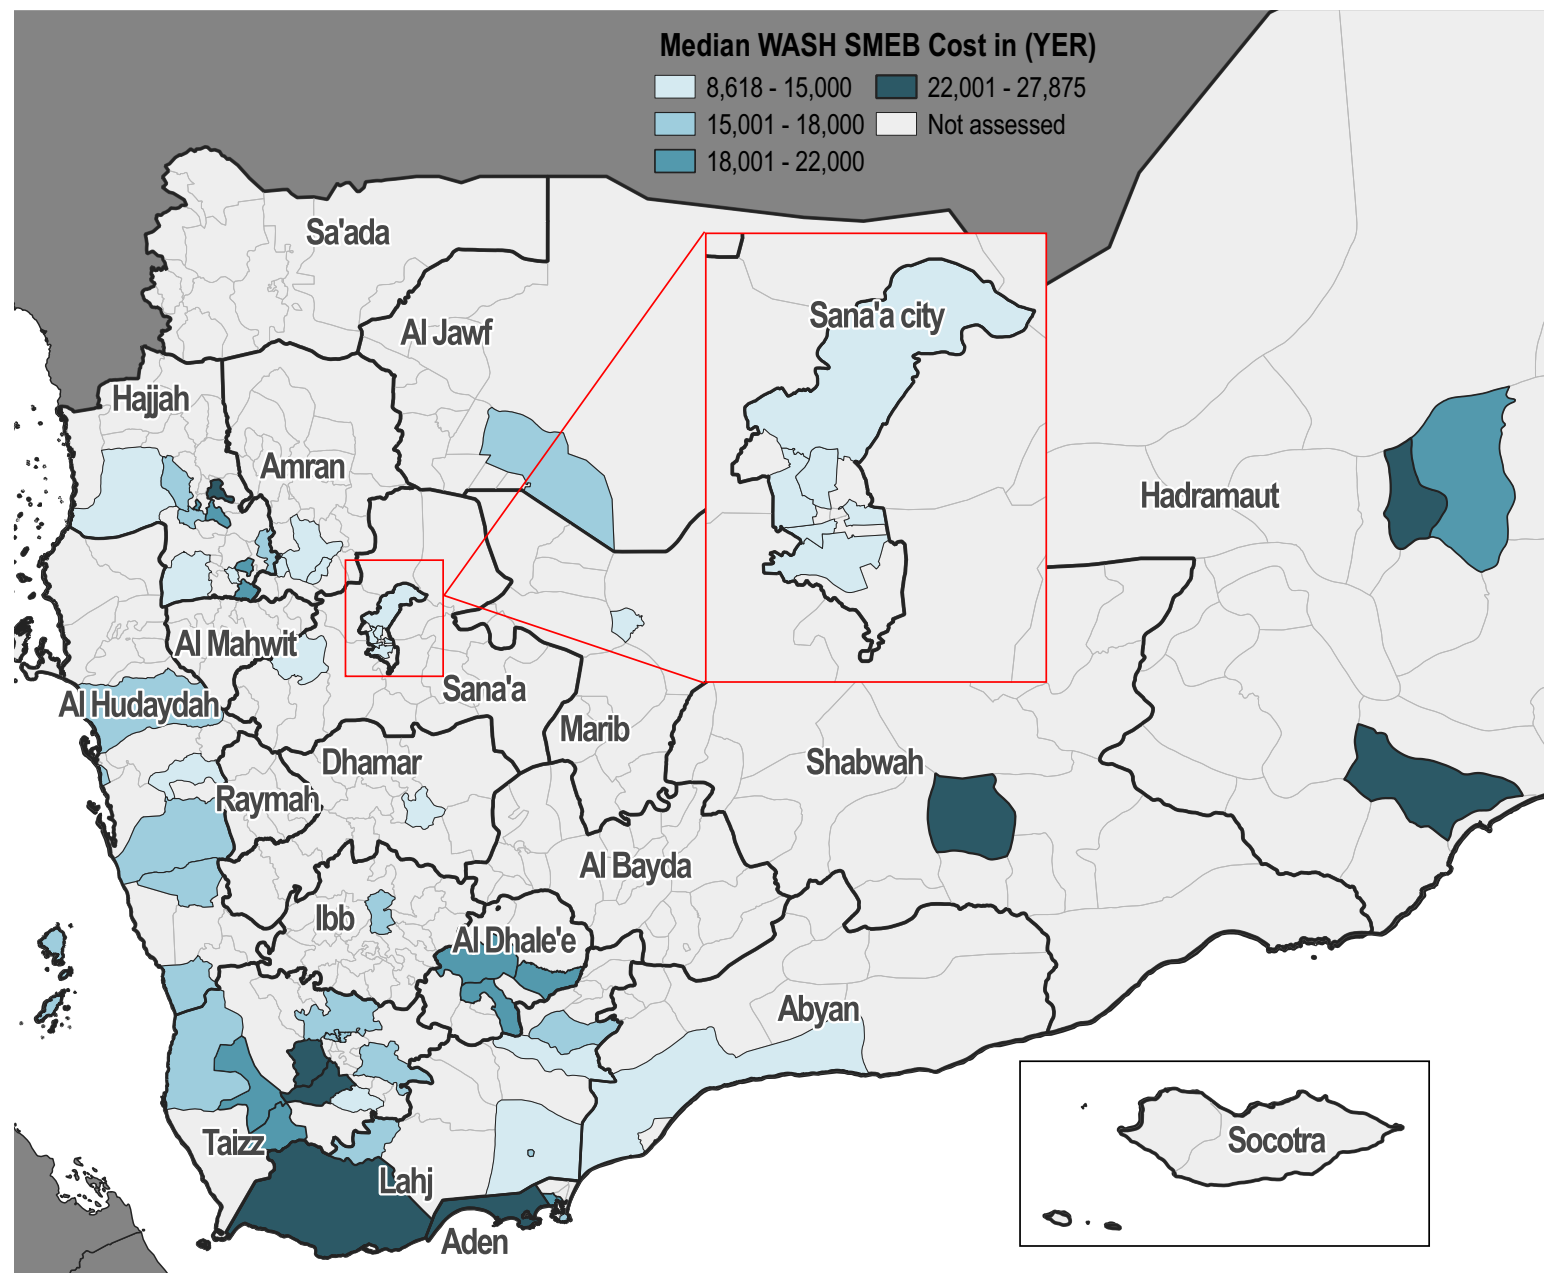 Median WASH SMEB Cost in (YER)
8,618 - 15,000
22,001 - 27,875
15,001 - 18,000
Not assessed
18,001 - 22,000
Sa'ada
Al Jawf
Sana'a city
Hajjah
Amran
Hadramaut
Al Mahwit
Sana'a
Al Hudaydah
Marib
Dhamar
Shabwah
Raymah
Al Bayda
Ibb
Al Dhale'e
Abyan
Taizz
Socotra
Lahj
Aden